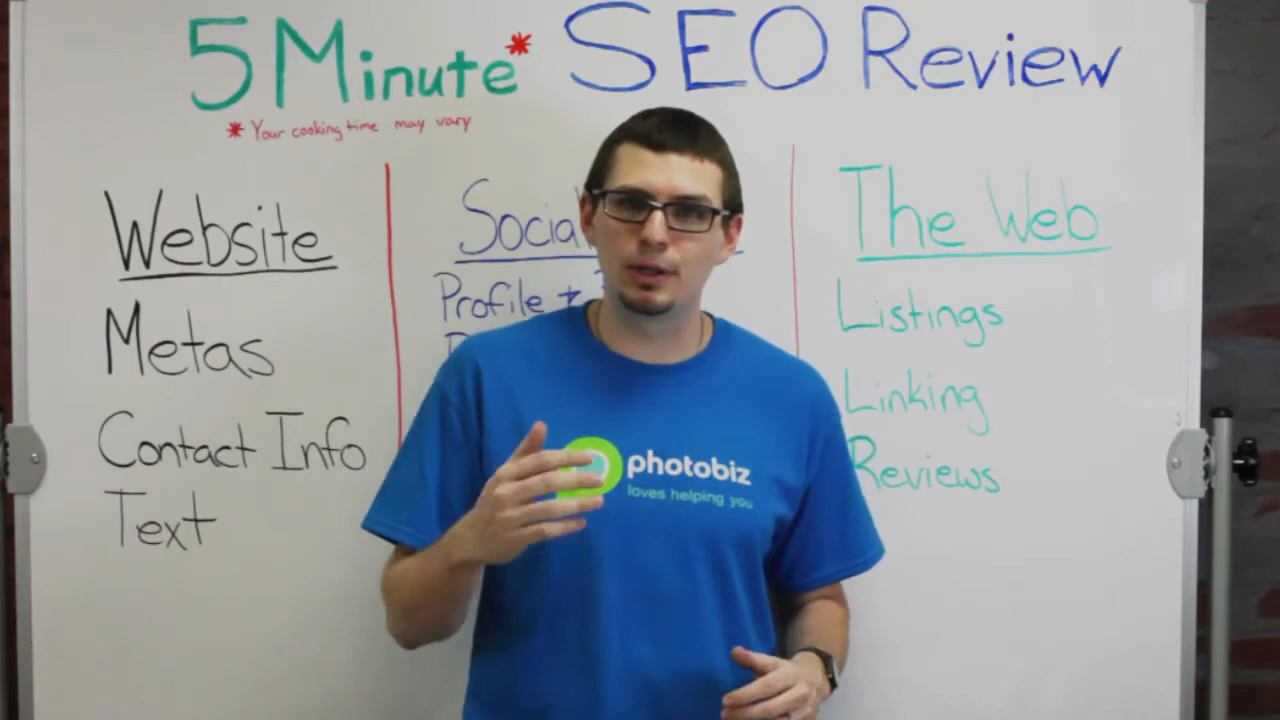 5 Minute* SEO Review
* Your cooking time may vary
Website
Metas
Contact Info
Text
Profile +
The Web
Listings
Linking
Reviews
photobiz
loves helping you